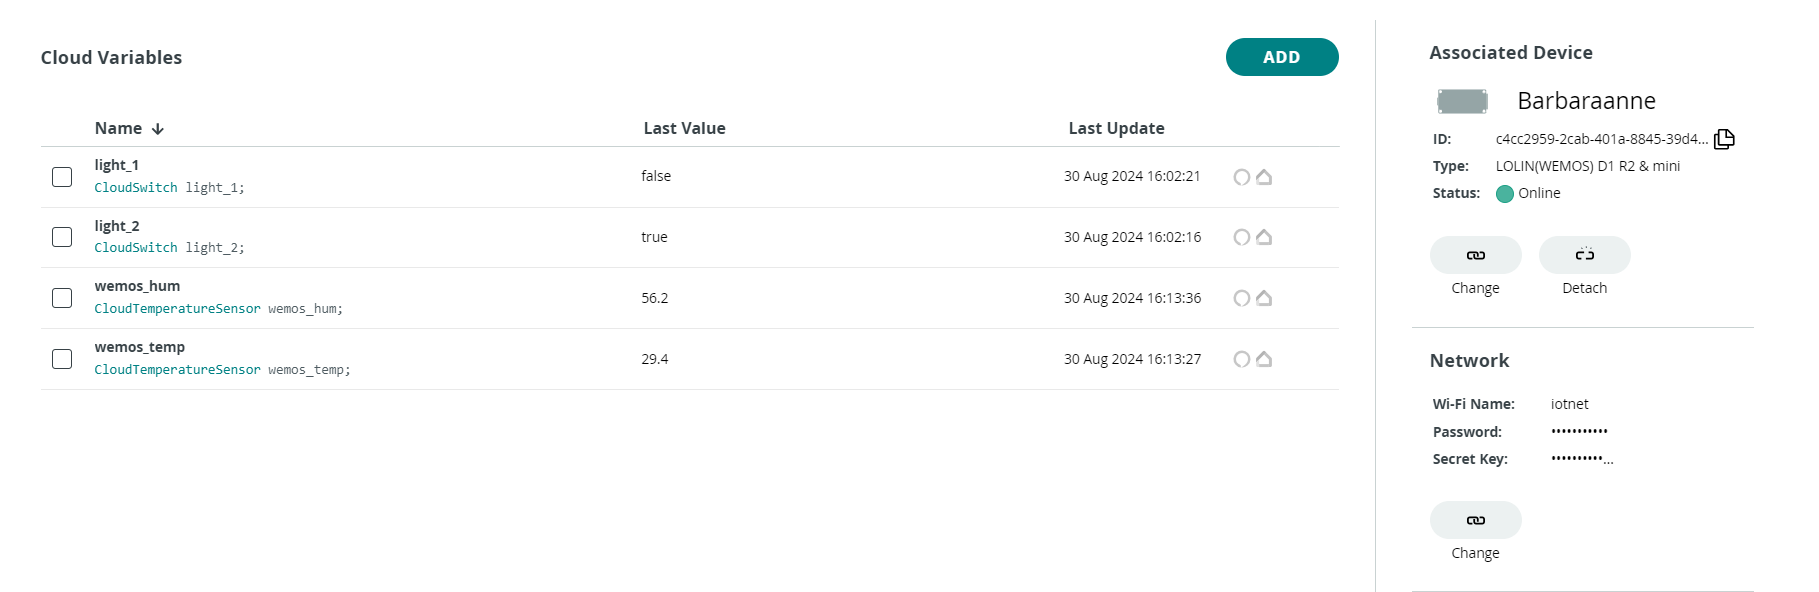 Cloud Variables
ADD
Name Last Value Last Update
light_1
CloudSwitch light_1;
false
30 Aug 2024 16:02:21
light_2
CloudSwitch light_2;
true
30 Aug 2024 16:02:16
wemos_hum
CloudTemperatureSensor wemos_hum;
56.2
30 Aug 2024 16:13:36
wemos_temp
CloudTemperatureSensor wemos_temp;
29.4
30 Aug 2024 16:13:27
Associated Device
Barbaraanne
ID: c4cc2959-2cab-401a-8845-39d4...
Type: LOLIN(WEMOS) D1 R2 & mini
Status: Online
Change Detach
Network
Wi-Fi Name: iotnet
Password: •••••••••••
Secret Key: ••••••••••...
Change